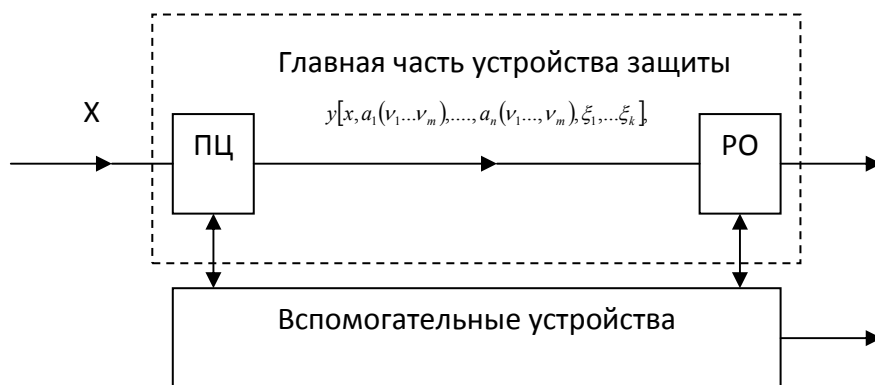 Главная часть устройства защиты
X
y[x, a₁(ν₁...νₘ),...., aₙ(ν₁..., νₘ), ξ₁,...ξₖ],
ПЦ
РО
Вспомогательные устройства